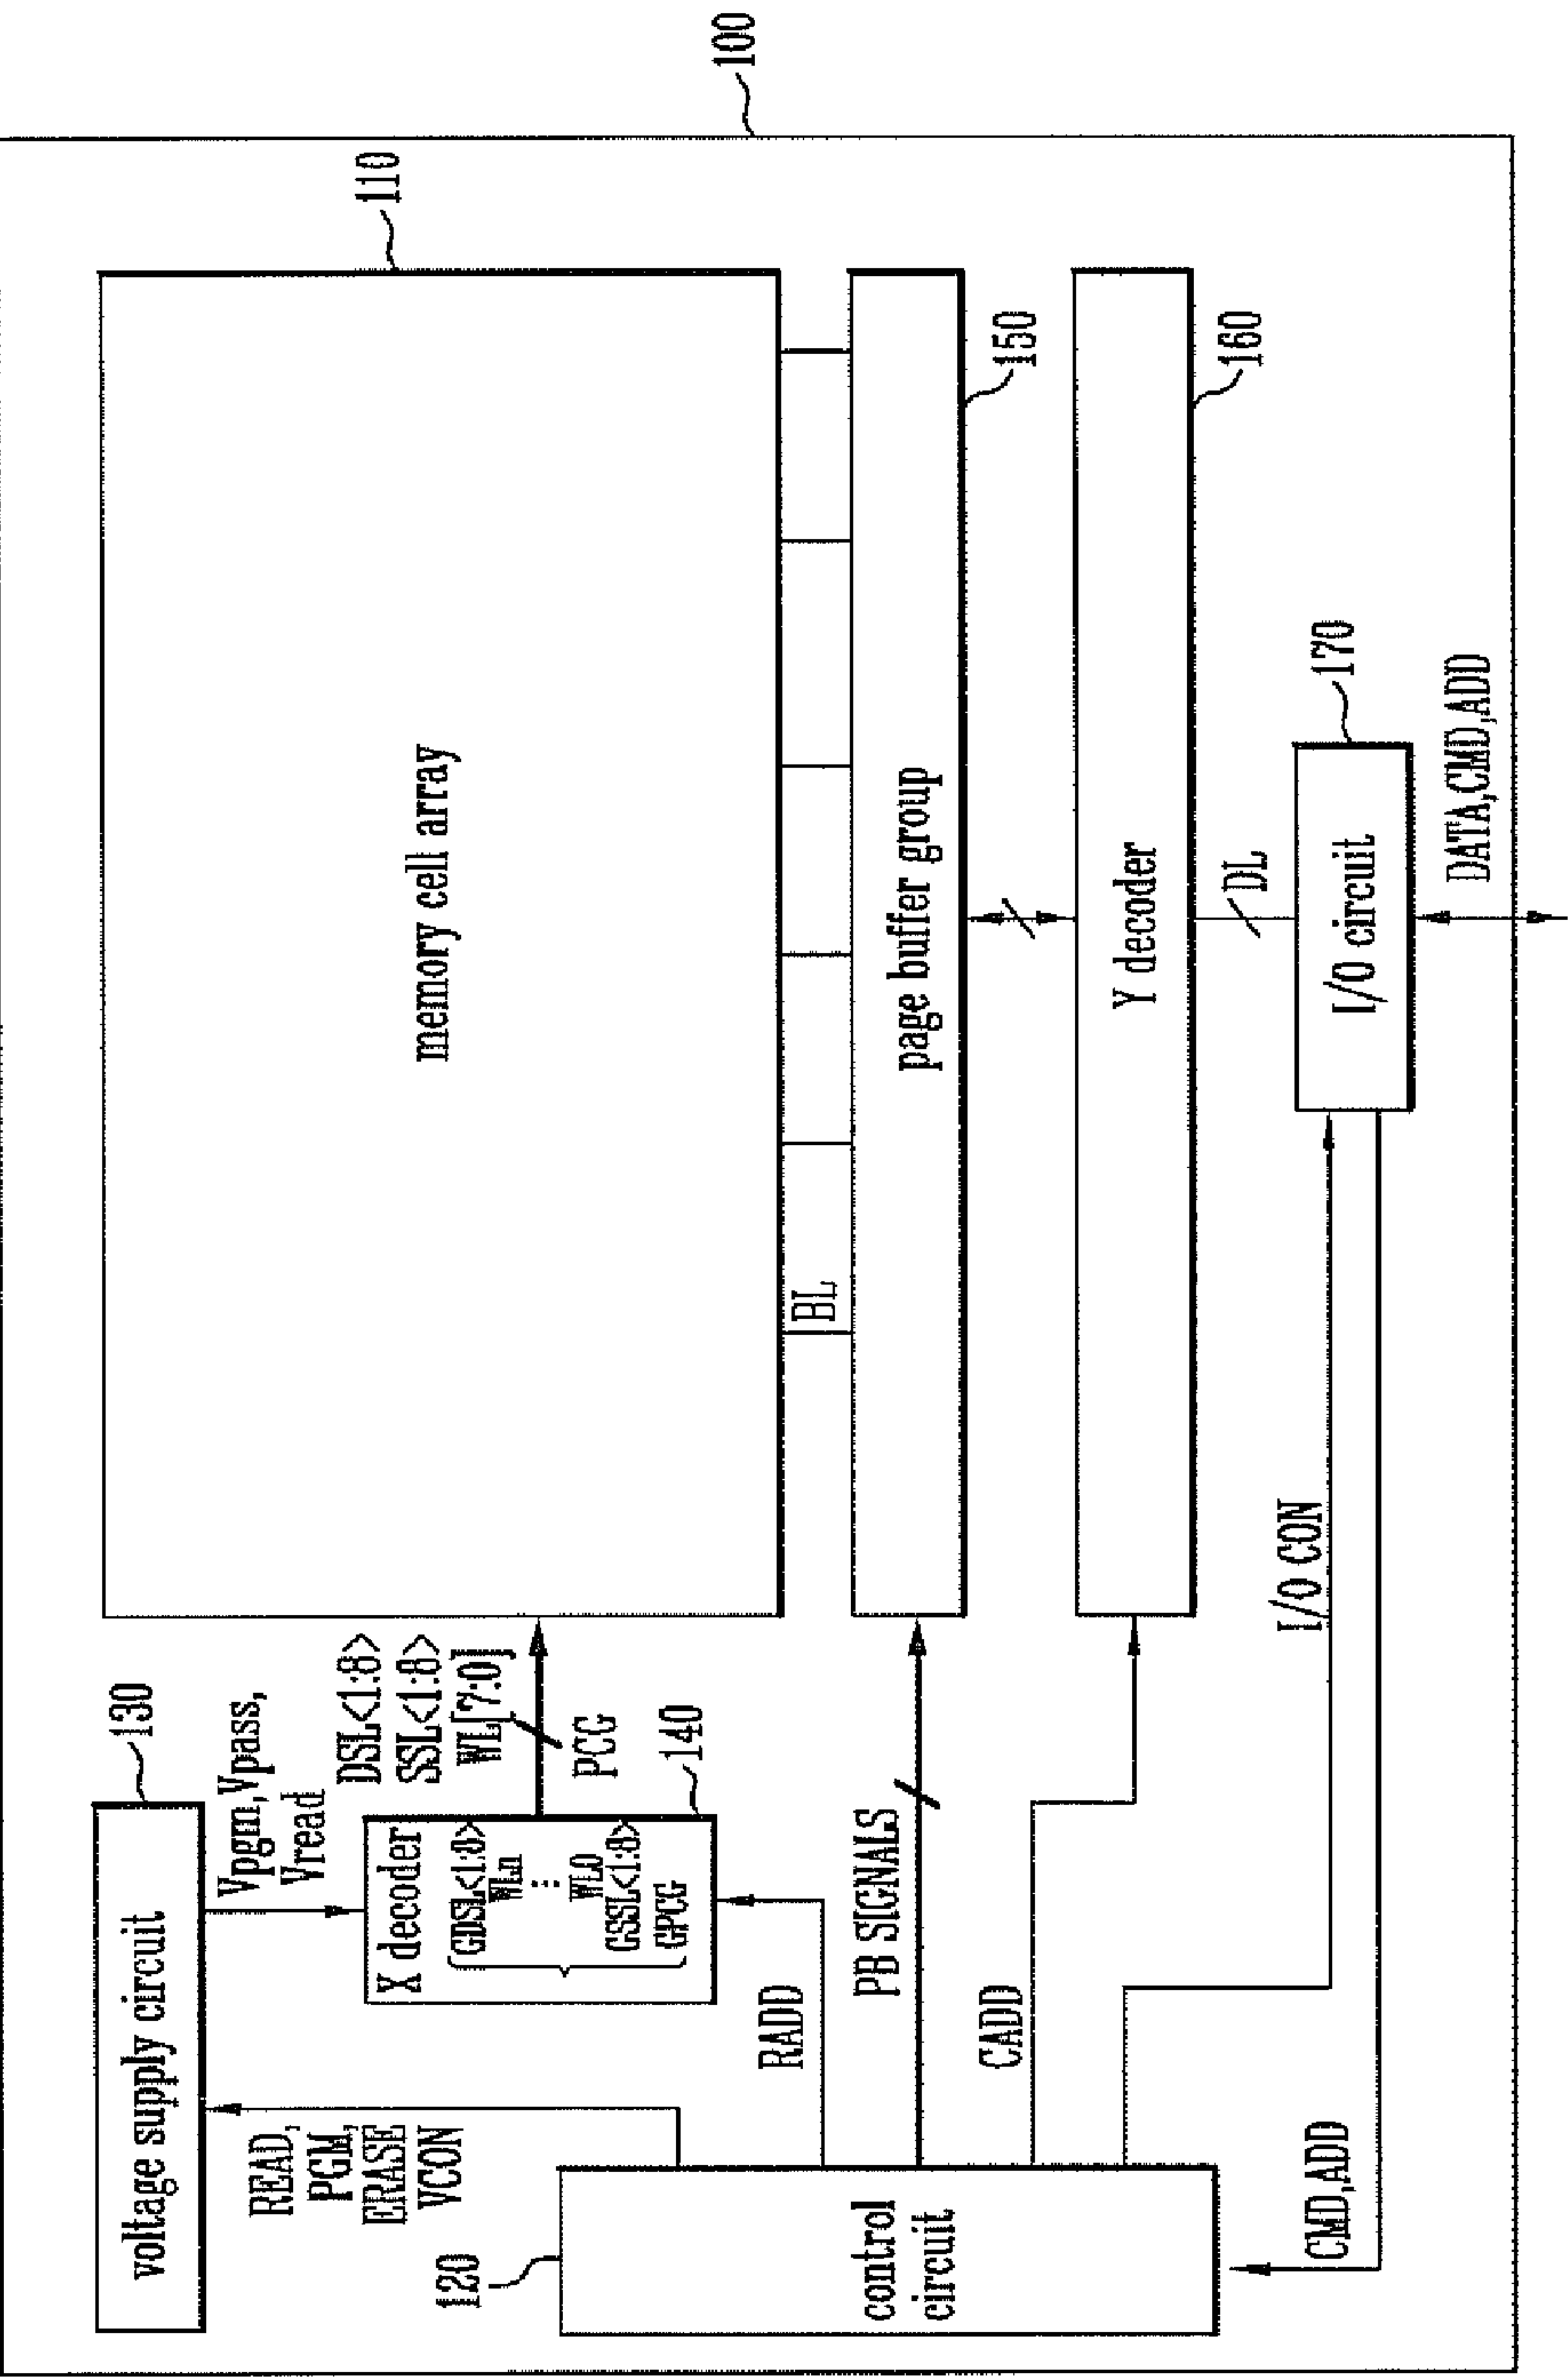 100
110
130
voltage supply circuit
Vpgm,Vpass,
Vread
READ,
PGM,
ERASE
VCON
DSL<1:8>
SSL<1:8>
WL[7:0]
PCG
140
X decoder
GDSL<1:8>
WLn
⋮
WL0
GSSL<1:8>
GPCG
memory cell array
BL
RADD
120
control
circuit
PB SIGNALS
page buffer group
150
CADD
Y decoder
160
DL
I/O CON
I/O circuit
170
CMD,ADD
DATA,CMD,ADD